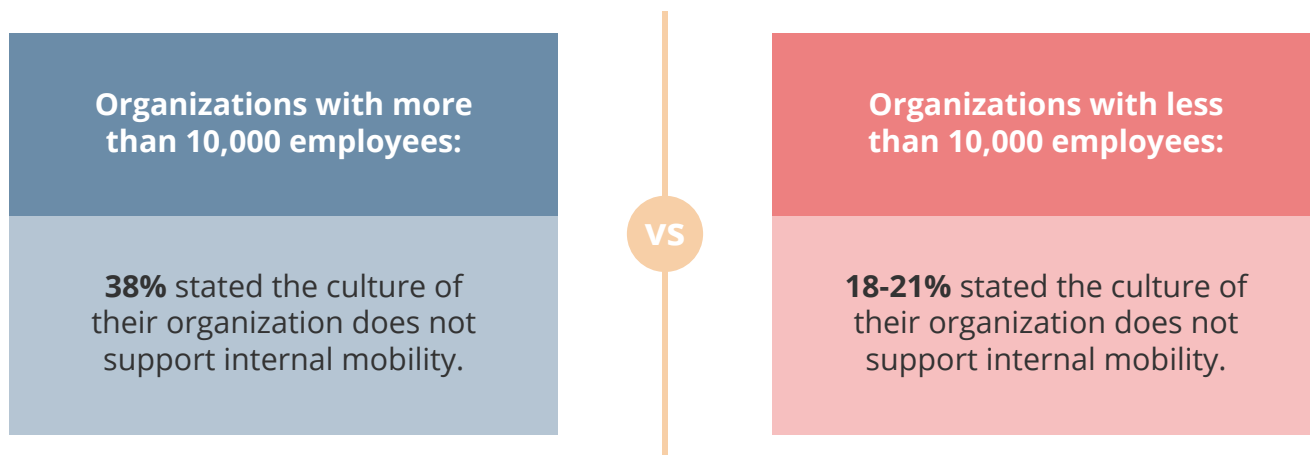 Organizations with more
than 10,000 employees:
38% stated the culture of
their organization does not
support internal mobility.
VS
Organizations with less
than 10,000 employees:
18-21% stated the culture of
their organization does not
support internal mobility.